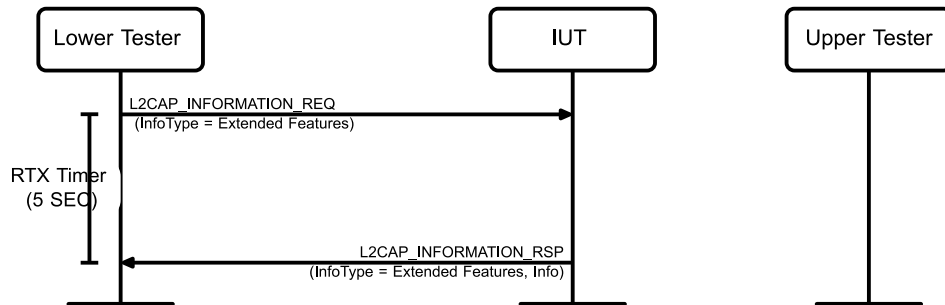 Lower Tester
IUT
Upper Tester
L2CAP_INFORMATION_REQ
(InfoType = Extended Features)
RTX Timer
(5 SEC)
L2CAP_INFORMATION_RSP
(InfoType = Extended Features, Info)